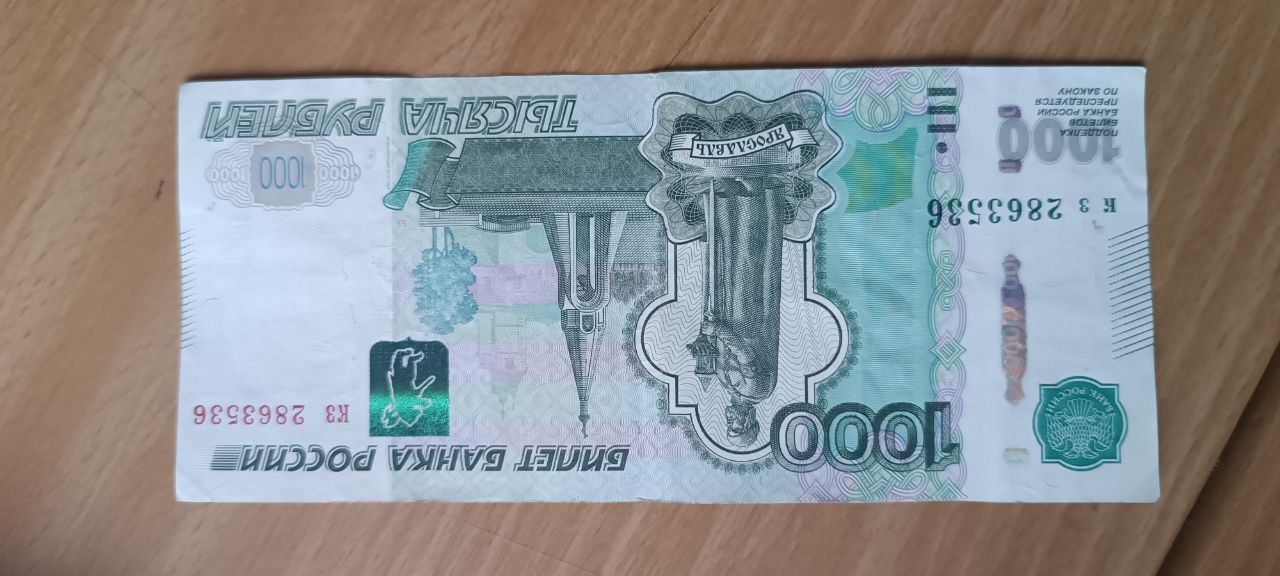 1000
БИЛЕТ БАНКА РОССИИ
БАНК РОССИИ
кз 2863536
к з 2863536
ЯРОСЛАВЛЬ
1000
ПОДДЕЛКА
БИЛЕТОВ
БАНКА РОССИИ
ПРЕСЛЕДУЕТСЯ
ПО ЗАКОНУ
1000 1000 1000
ТЫСЯЧА РУБЛЕЙ